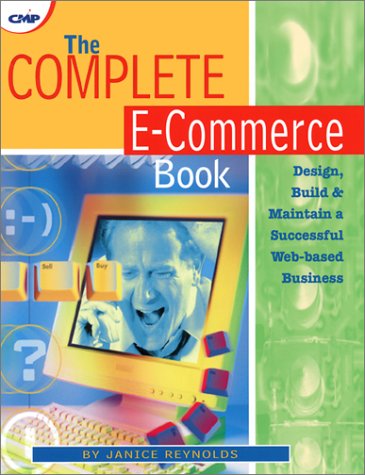 CMP
The
COMPLETE
E-Commerce
Book
Design,
Build &
Maintain a
Successful
Web-based
Business
:-)
Sell
Buy
?
BY JANICE REYNOLDS